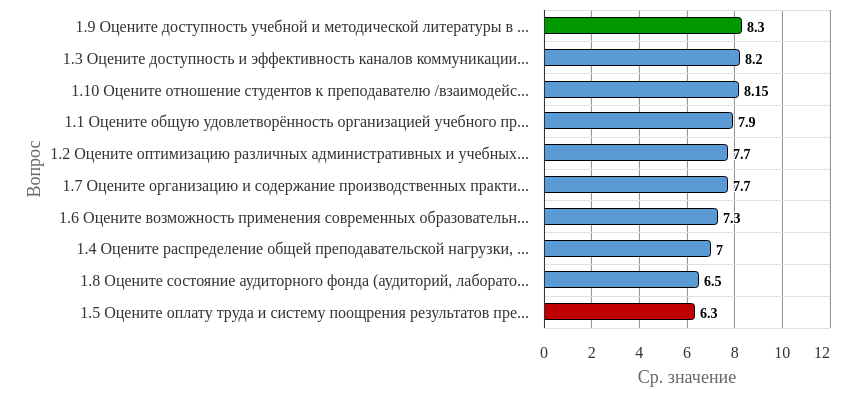 1.9 Оцените доступность учебной и методической литературы в ... 8.3
1.3 Оцените доступность и эффективность каналов коммуникации... 8.2
1.10 Оцените отношение студентов к преподавателю /взаимодейс... 8.15
1.1 Оцените общую удовлетворённость организацией учебного пр... 7.9
1.2 Оцените оптимизацию различных административных и учебных... 7.7
1.7 Оцените организацию и содержание производственных практи... 7.7
1.6 Оцените возможность применения современных образовательн... 7.3
1.4 Оцените распределение общей преподавательской нагрузки, ... 7
1.8 Оцените состояние аудиторного фонда (аудиторий, лаборато... 6.5
1.5 Оцените оплату труда и систему поощрения результатов пре... 6.3
Вопрос
0 2 4 6 8 10 12
Ср. значение